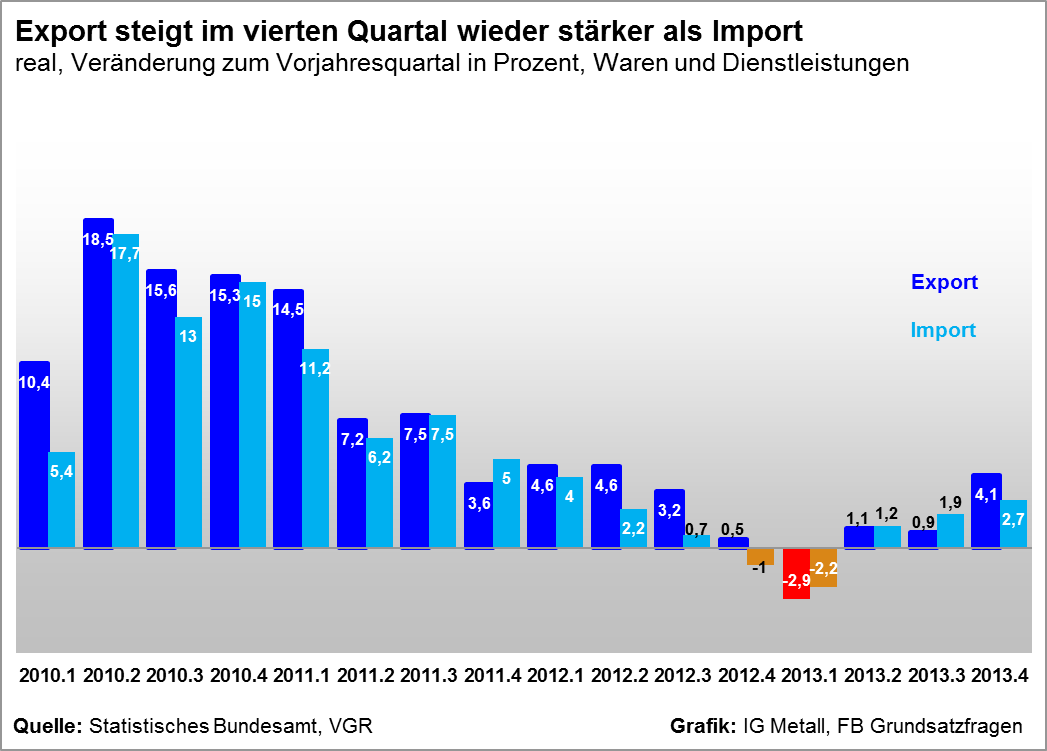 Export steigt im vierten Quartal wieder stärker als Import
real, Veränderung zum Vorjahresquartal in Prozent, Waren und Dienstleistungen
Export
Import
10,4 5,4 18,5 17,7 15,6 13 15,3 15 14,5 11,2 7,2 6,2 7,5 7,5 3,6 5 4,6 4 4,6 2,2 3,2 0,7 0,5 -1 -2,9 -2,2 1,1 1,2 0,9 1,9 4,1 2,7
2010.1 2010.2 2010.3 2010.4 2011.1 2011.2 2011.3 2011.4 2012.1 2012.2 2012.3 2012.4 2013.1 2013.2 2013.3 2013.4
Quelle: Statistisches Bundesamt, VGR Grafik: IG Metall, FB Grundsatzfragen